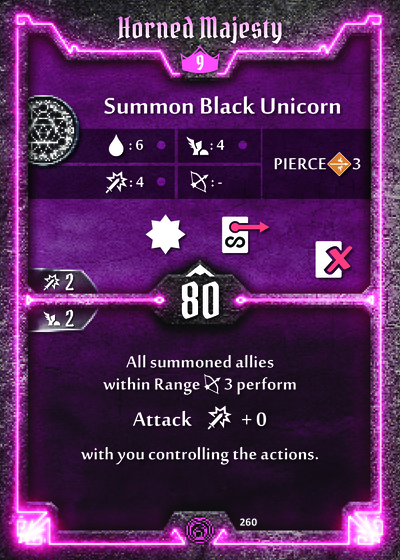 Horned Majesty
9
Summon Black Unicorn
: 6
: 4
PIERCE 3
: 4
: -
2
80
2
All summoned allies
within Range 3 perform
Attack + 0
with you controlling the actions.
260